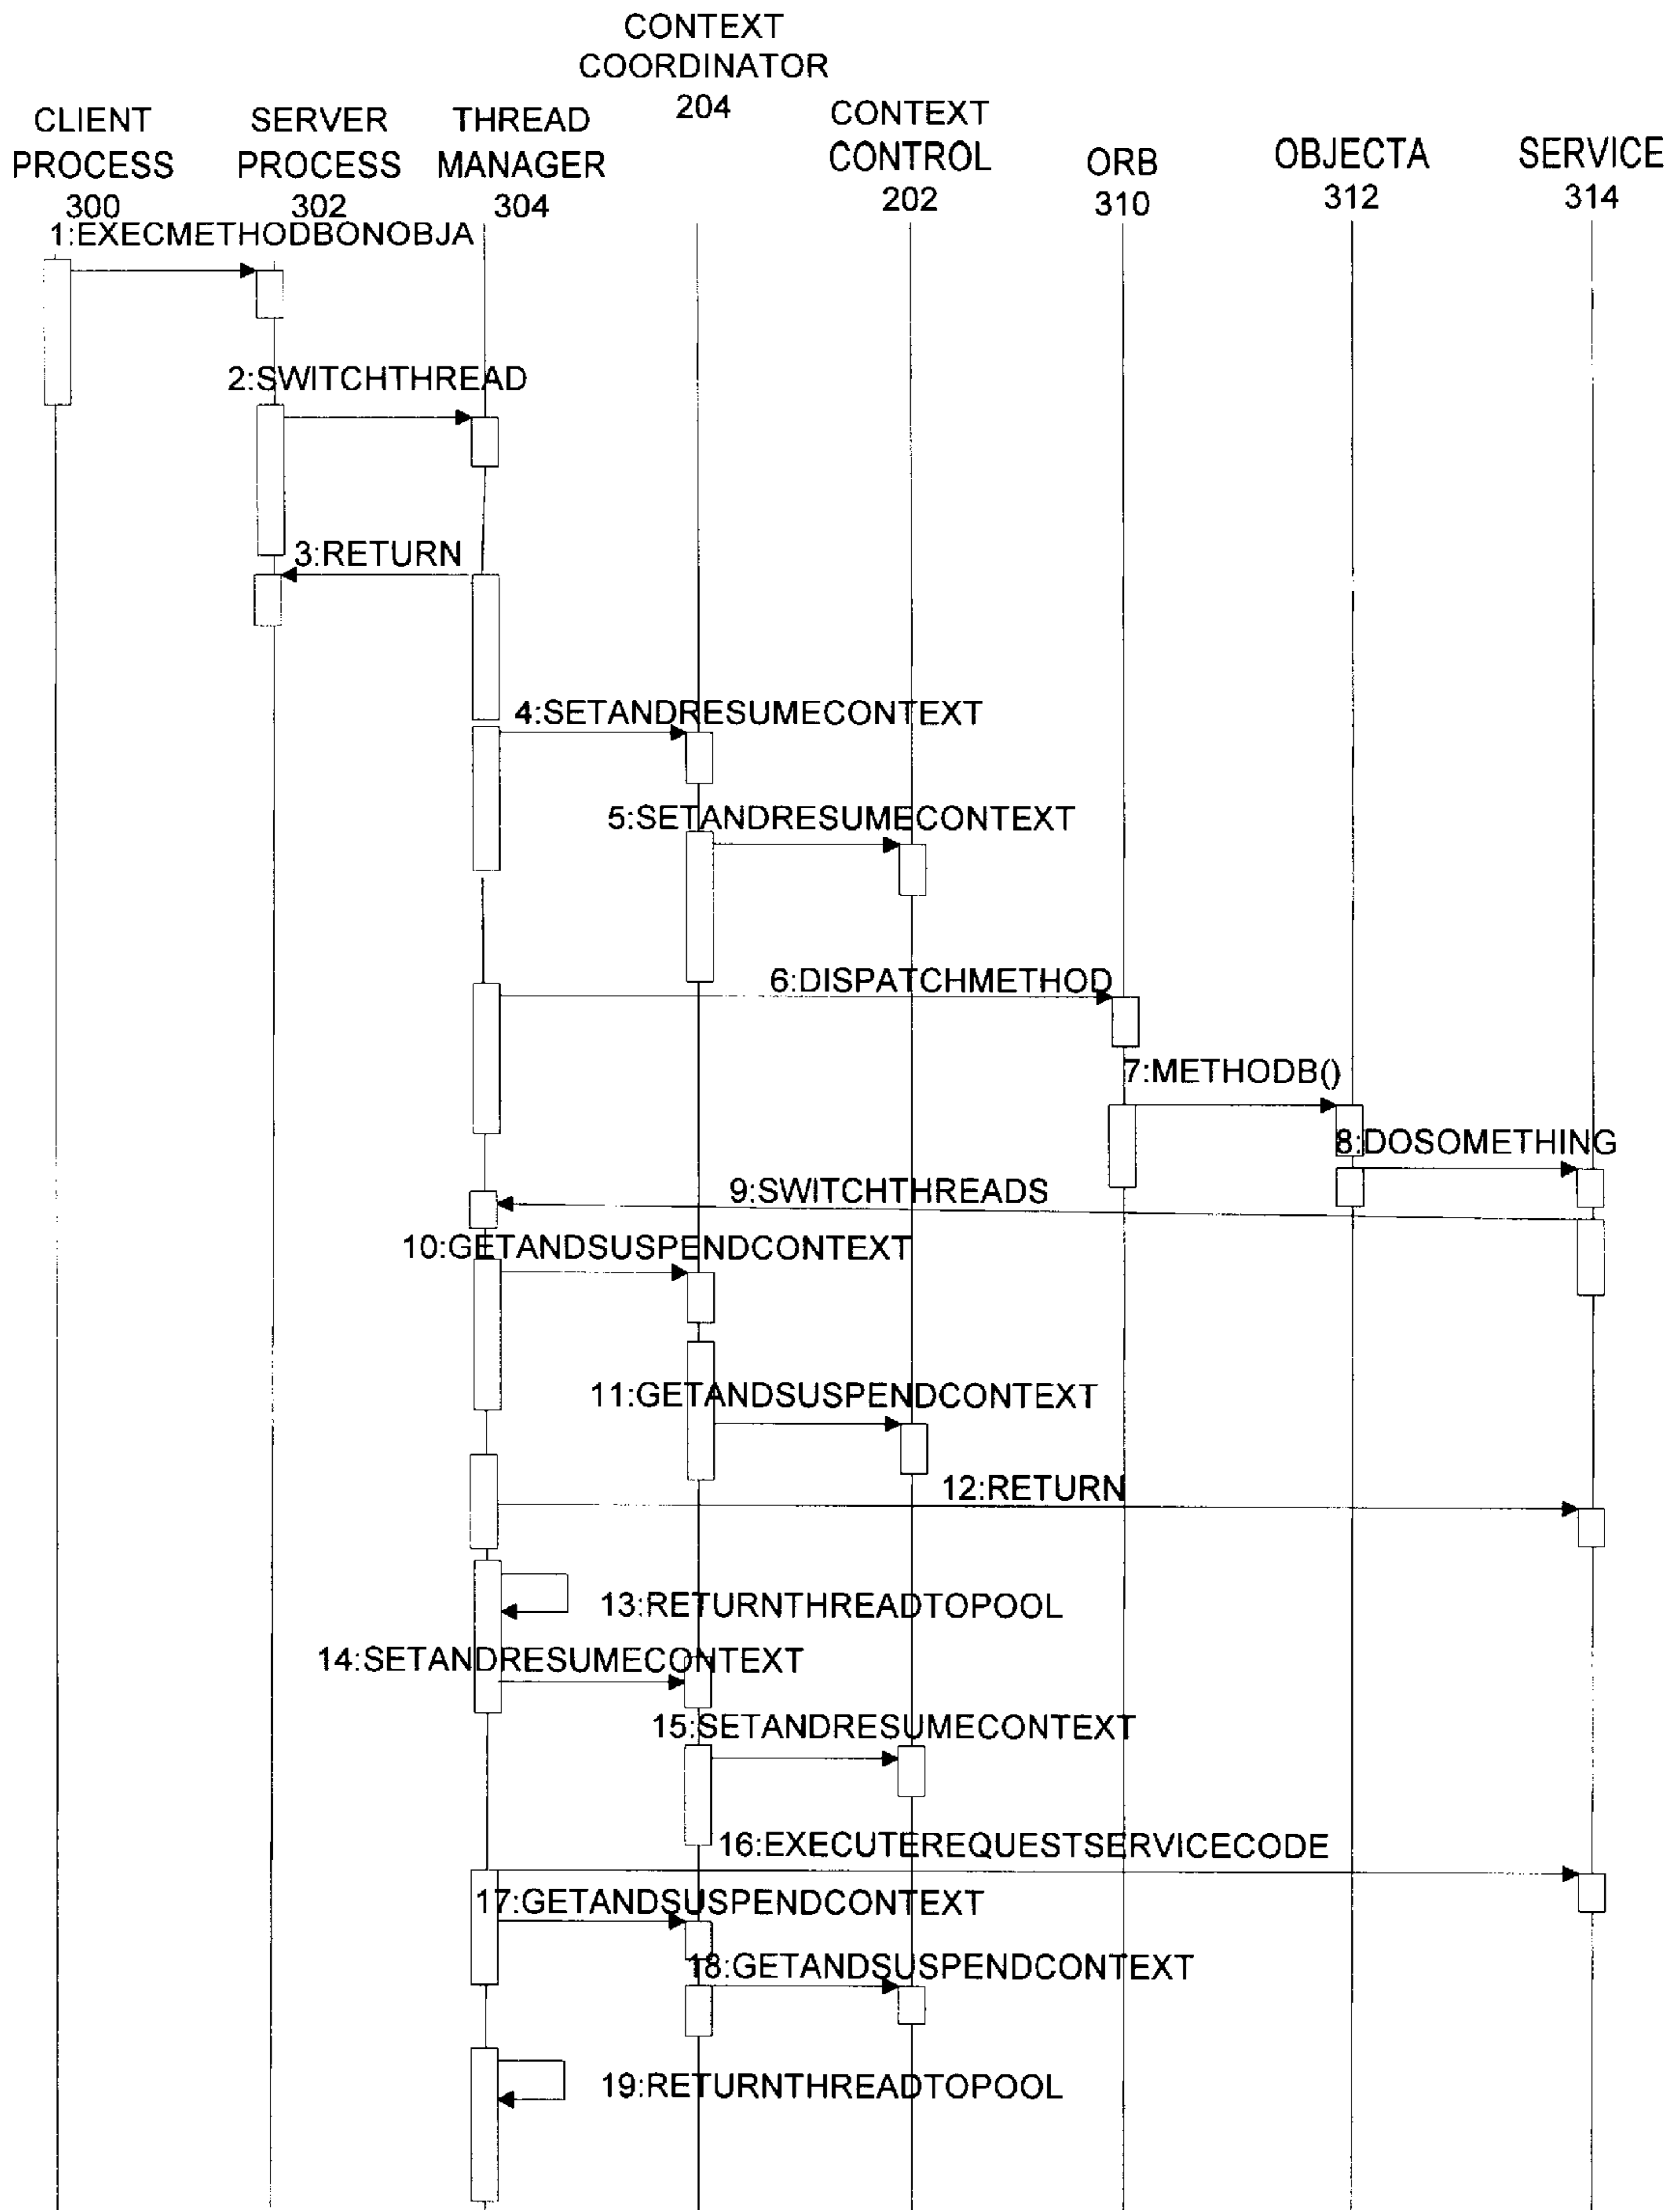 CONTEXT
COORDINATOR
204
CLIENT
PROCESS
300
SERVER
PROCESS
302
THREAD
MANAGER
304
CONTEXT
CONTROL
202
ORB
310
OBJECTA
312
SERVICE
314
1:EXECMETHODBONOBJA
2:SWITCHTHREAD
3:RETURN
4:SETANDRESUMECONTEXT
5:SETANDRESUMECONTEXT
6:DISPATCHMETHOD
7:METHODB()
8:DOSOMETHING
9:SWITCHTHREADS
10:GETANDSUSPENDCONTEXT
11:GETANDSUSPENDCONTEXT
12:RETURN
13:RETURNTHREADTOPOOL
14:SETANDRESUMECONTEXT
15:SETANDRESUMECONTEXT
16:EXECUTEREQUESTSERVICECODE
17:GETANDSUSPENDCONTEXT
18:GETANDSUSPENDCONTEXT
19:RETURNTHREADTOPOOL